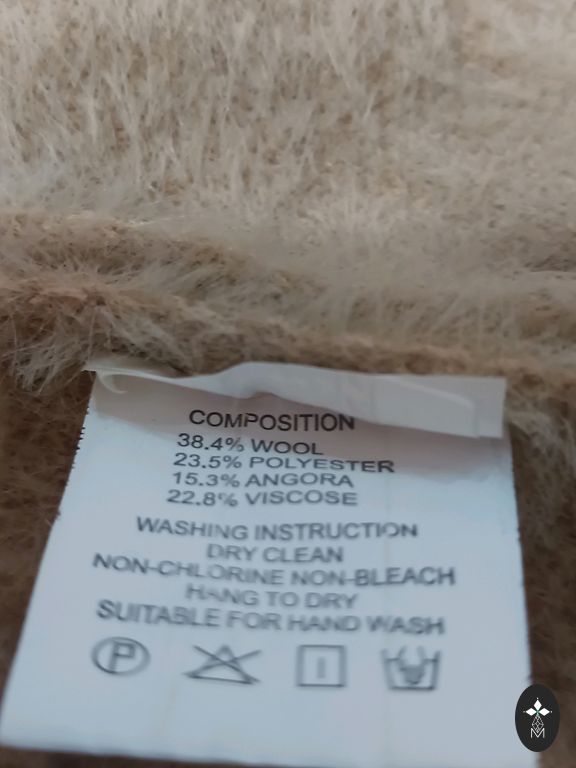 COMPOSITION
38.4% WOOL
23.5% POLYESTER
15.3% ANGORA
22.8% VISCOSE
WASHING INSTRUCTION
DRY CLEAN
NON-CHLORINE NON-BLEACH
HANG TO DRY
SUITABLE FOR HAND WASH
P
M